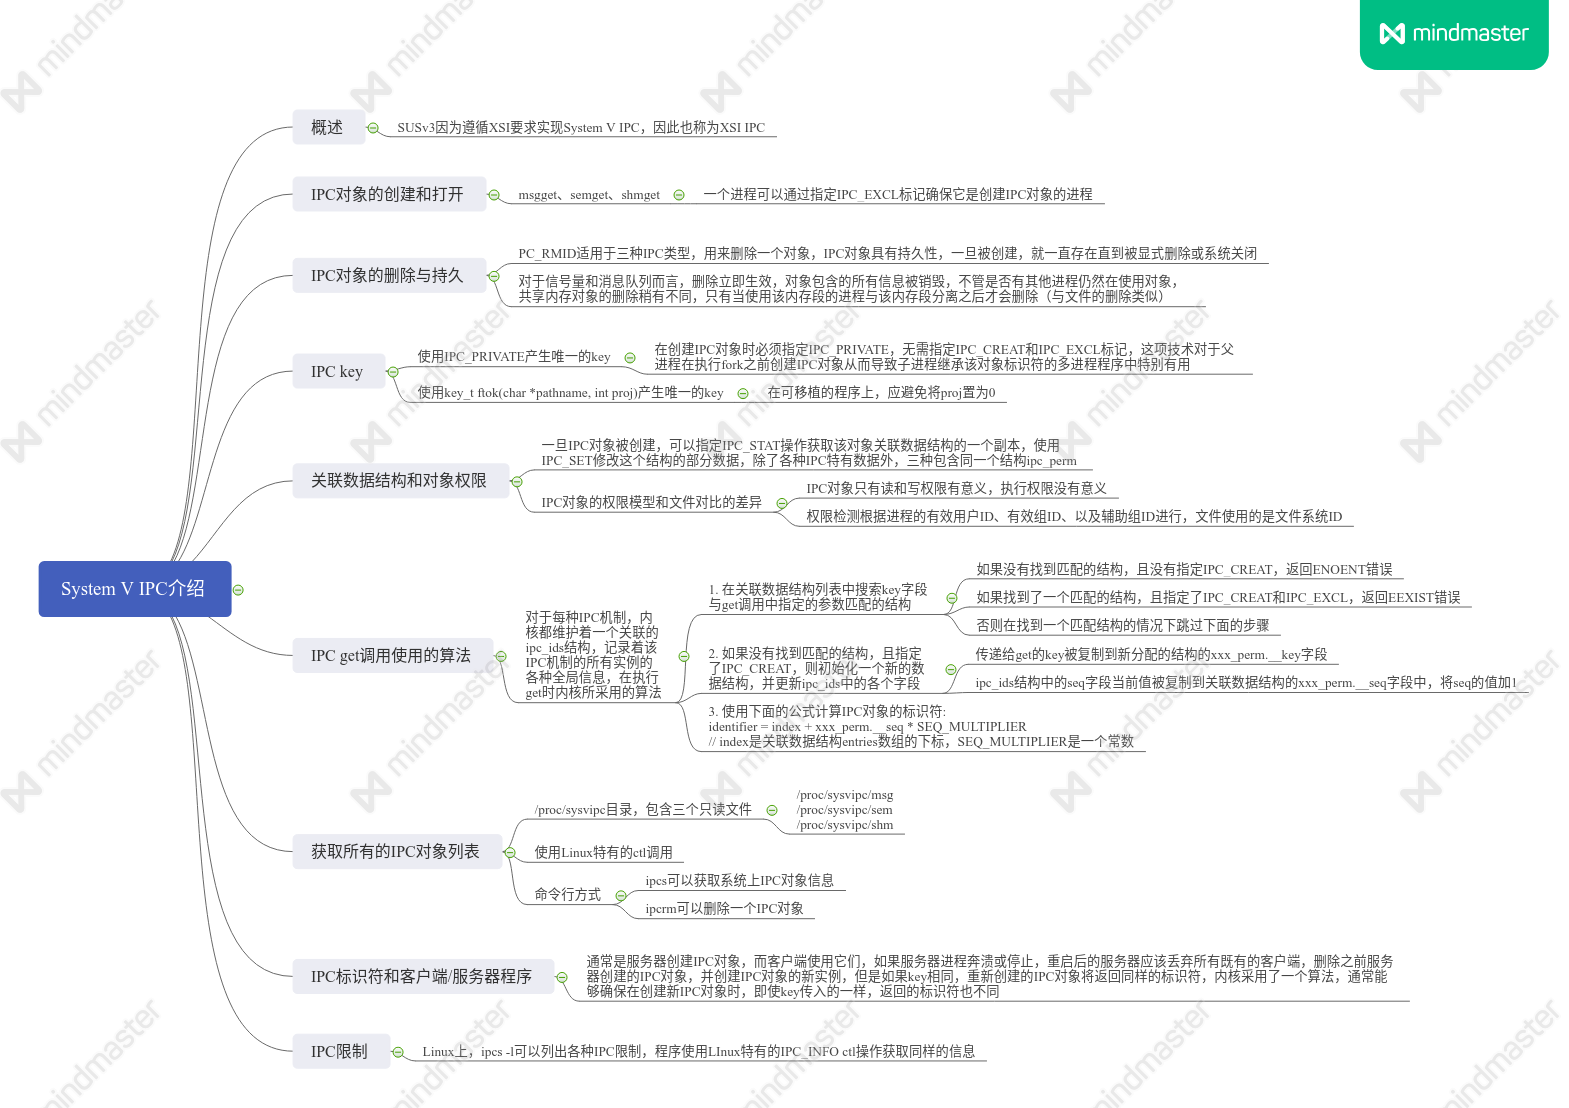 mindmaster
概述
SUSv3因为遵循XSI要求实现System V IPC，因此也称为XSI IPC
IPC对象的创建和打开
msgget、semget、shmget
一个进程可以通过指定IPC_EXCL标记确保它是创建IPC对象的进程
IPC对象的删除与持久
PC_RMID适用于三种IPC类型，用来删除一个对象，IPC对象具有持久性，一旦被创建，就一直存在直到被显式删除或系统关闭
对于信号量和消息队列而言，删除立即生效，对象包含的所有信息被销毁，不管是否有其他进程仍然在使用对象，
共享内存对象的删除稍有不同，只有当使用该内存段的进程与该内存段分离之后才会删除（与文件的删除类似）
IPC key
使用IPC_PRIVATE产生唯一的key
在创建IPC对象时必须指定IPC_PRIVATE，无需指定IPC_CREAT和IPC_EXCL标记，这项技术对于父
进程在执行fork之前创建IPC对象从而导致子进程继承该对象标识符的多进程程序中特别有用
使用key_t ftok(char *pathname, int proj)产生唯一的key
在可移植的程序上，应避免将proj置为0
关联数据结构和对象权限
一旦IPC对象被创建，可以指定IPC_STAT操作获取该对象关联数据结构的一个副本，使用
IPC_SET修改这个结构的部分数据，除了各种IPC特有数据外，三种包含同一个结构ipc_perm
IPC对象的权限模型和文件对比的差异
IPC对象只有读和写权限有意义，执行权限没有意义
权限检测根据进程的有效用户ID、有效组ID、以及辅助组ID进行，文件使用的是文件系统ID
System V IPC介绍
IPC get调用使用的算法
对于每种IPC机制，内
核都维护着一个关联的
ipc_ids结构，记录着该
IPC机制的所有实例的
各种全局信息，在执行
get时内核所采用的算法
1. 在关联数据结构列表中搜索key字段
与get调用中指定的参数匹配的结构
如果没有找到匹配的结构，且没有指定IPC_CREAT，返回ENOENT错误
如果找到了一个匹配的结构，且指定了IPC_CREAT和IPC_EXCL，返回EEXIST错误
否则在找到一个匹配结构的情况下跳过下面的步骤
2. 如果没有找到匹配的结构，且指定
了IPC_CREAT，则初始化一个新的数
据结构，并更新ipc_ids中的各个字段
传递给get的key被复制到新分配的结构的xxx_perm.__key字段
ipc_ids结构中的seq字段当前值被复制到关联数据结构的xxx_perm.__seq字段中，将seq的值加1
3. 使用下面的公式计算IPC对象的标识符:
identifier = index + xxx_perm.__seq * SEQ_MULTIPLIER
// index是关联数据结构entries数组的下标，SEQ_MULTIPLIER是一个常数
获取所有的IPC对象列表
/proc/sysvipc目录，包含三个只读文件
/proc/sysvipc/msg
/proc/sysvipc/sem
/proc/sysvipc/shm
使用Linux特有的ctl调用
命令行方式
ipcs可以获取系统上IPC对象信息
ipcrm可以删除一个IPC对象
IPC标识符和客户端/服务器程序
通常是服务器创建IPC对象，而客户端使用它们，如果服务器进程奔溃或停止，重启后的服务器应该丢弃所有既有的客户端，删除之前服务
器创建的IPC对象，并创建IPC对象的新实例，但是如果key相同，重新创建的IPC对象将返回同样的标识符，内核采用了一个算法，通常能
够确保在创建新IPC对象时，即使key传入的一样，返回的标识符也不同
IPC限制
Linux上，ipcs -l可以列出各种IPC限制，程序使用LInux特有的IPC_INFO ctl操作获取同样的信息